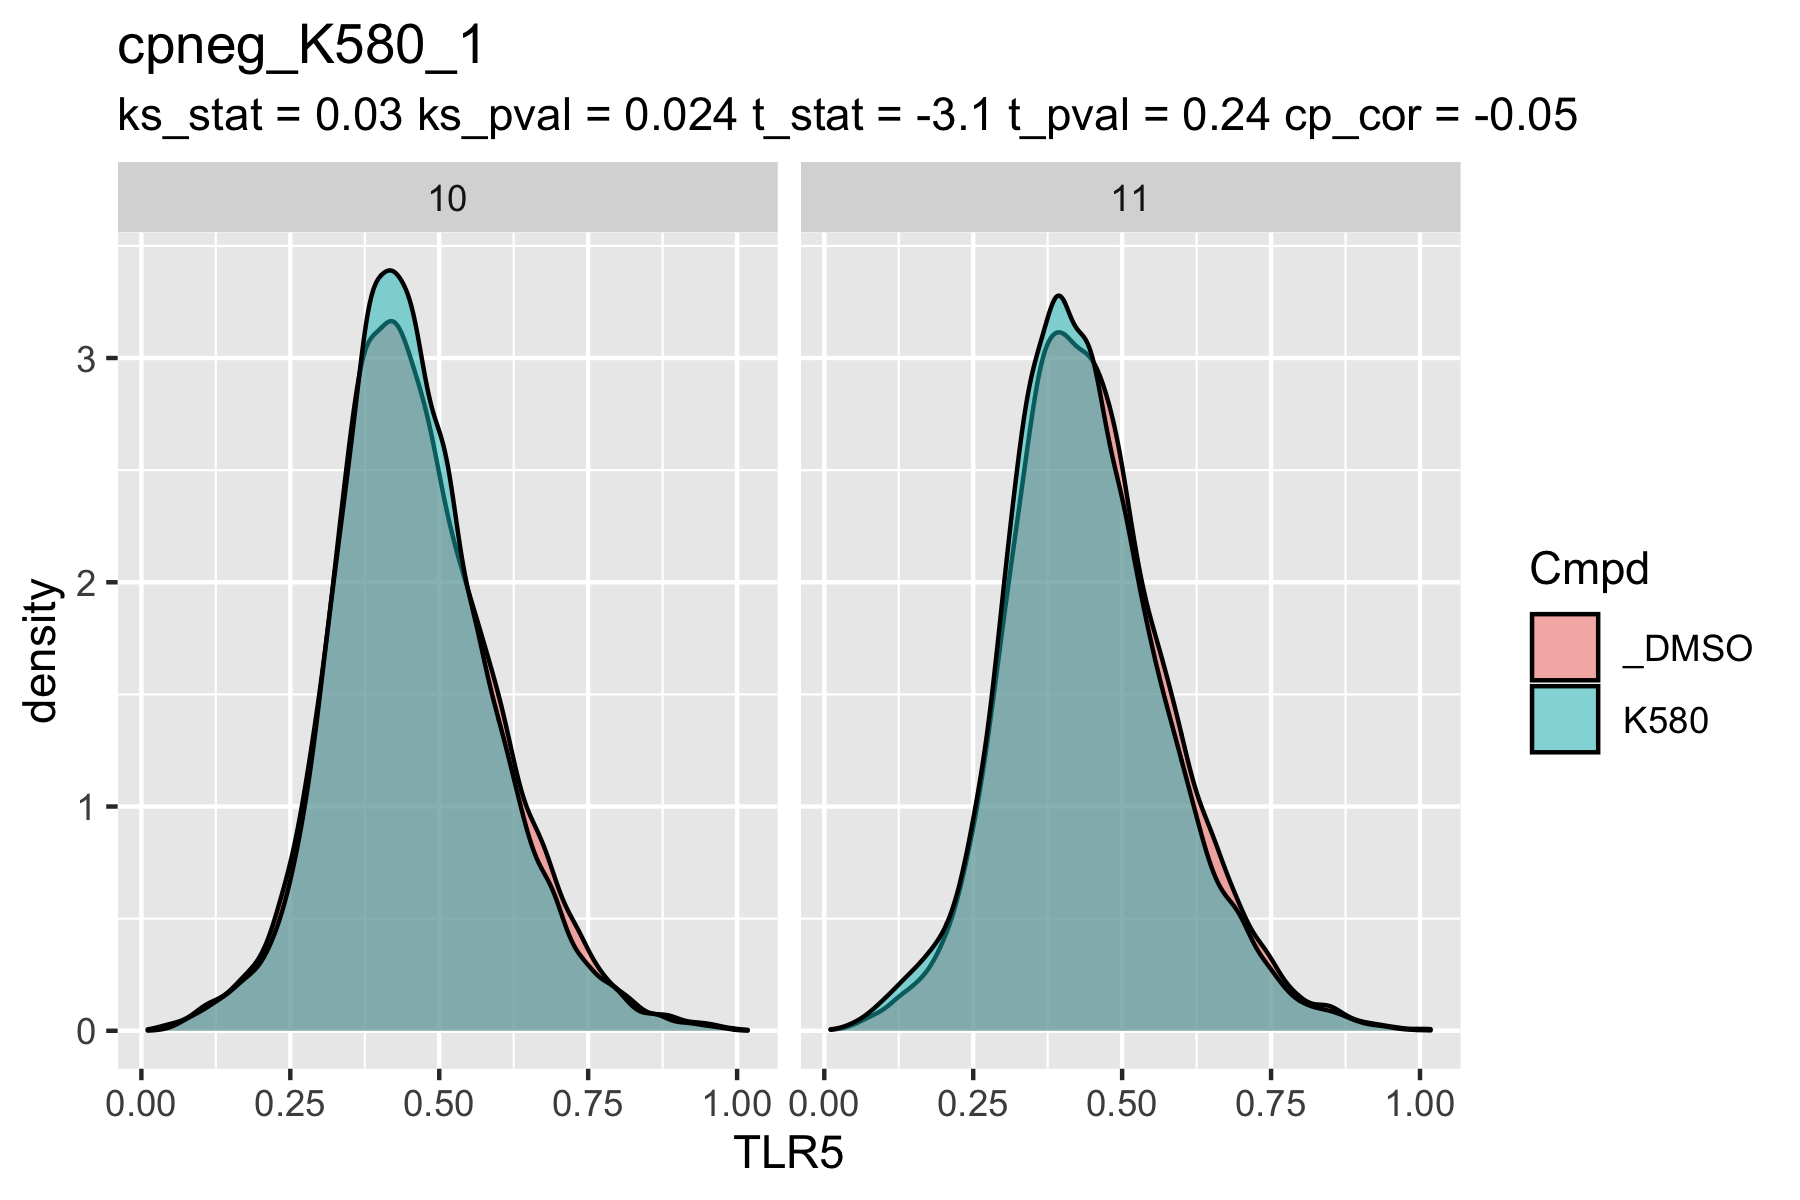 cpneg_K580_1
ks_stat = 0.03 ks_pval = 0.024 t_stat = -3.1 t_pval = 0.24 cp_cor = -0.05
10 11
3
2
1
0
density
0.00 0.25 0.50 0.75 1.00 0.00 0.25 0.50 0.75 1.00
TLR5
Cmpd
_DMSO
K580